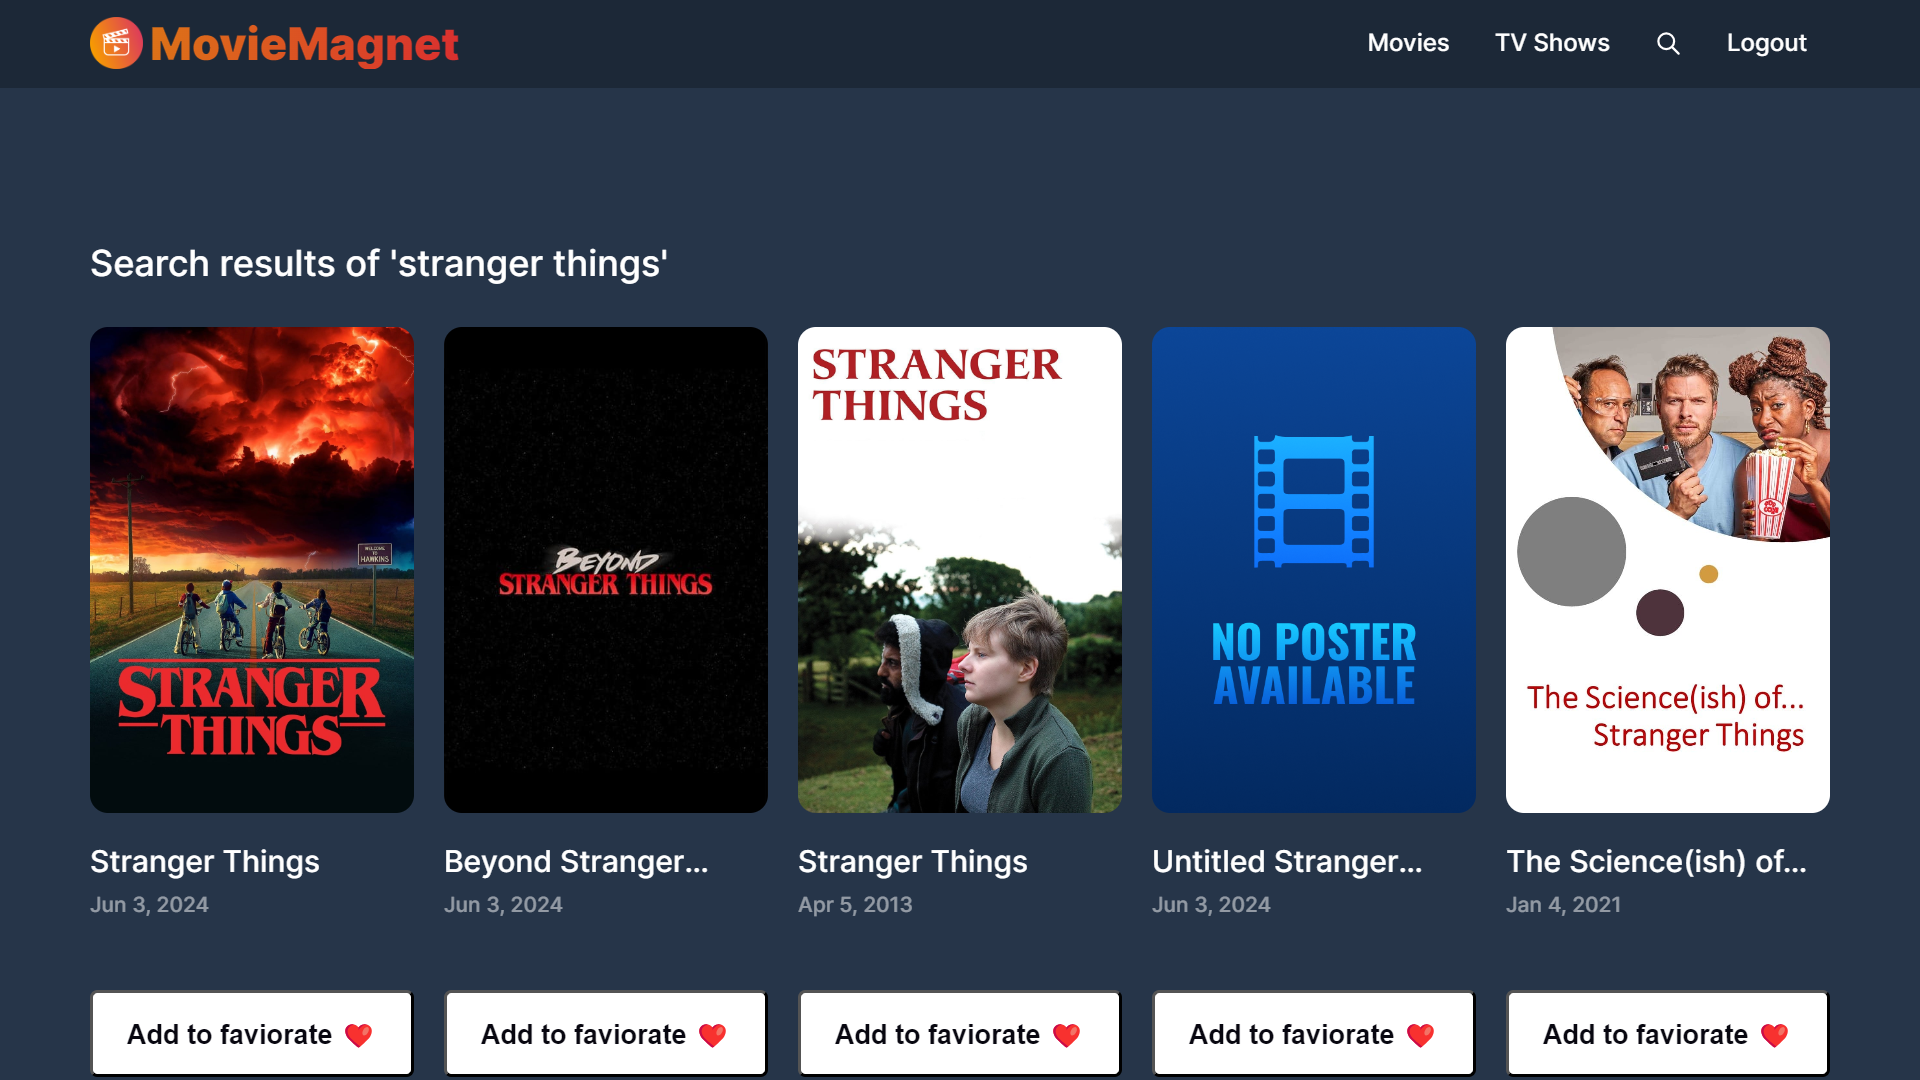 MovieMagnet
Movies
TV Shows
Logout
Search results of 'stranger things'
WELCOME
TO
HAWKINS
STRANGER
THINGS
BEYOND
STRANGER THINGS
STRANGER
THINGS
NO POSTER
AVAILABLE
The Science(ish) of...
Stranger Things
Stranger Things
Beyond Stranger...
Stranger Things
Untitled Stranger...
The Science(ish) of...
Jun 3, 2024
Jun 3, 2024
Apr 5, 2013
Jun 3, 2024
Jan 4, 2021
Add to faviorate
Add to faviorate
Add to faviorate
Add to faviorate
Add to faviorate